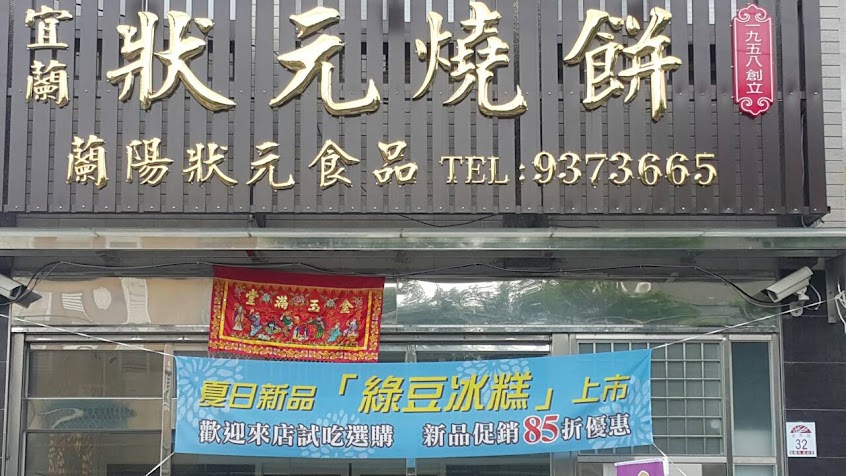 宜蘭
狀元燒餅
一九五八創立
蘭陽狀元食品 TEL:9373665
堂滿玉金
夏日新品「綠豆冰糕」上市
歡迎來店試吃選購 新品促銷85折優惠
32